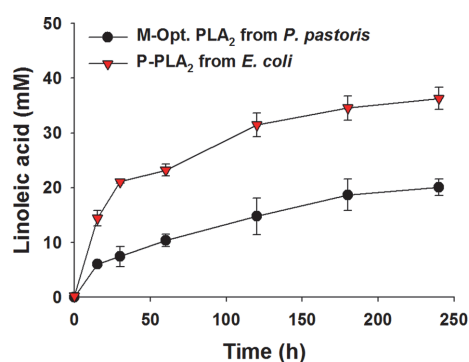 50
M-Opt. PLA₂ from P. pastoris
P-PLA₂ from E. coli
40
30
20
10
0
Linoleic acid (mM)
0 50 100 150 200 250
Time (h)